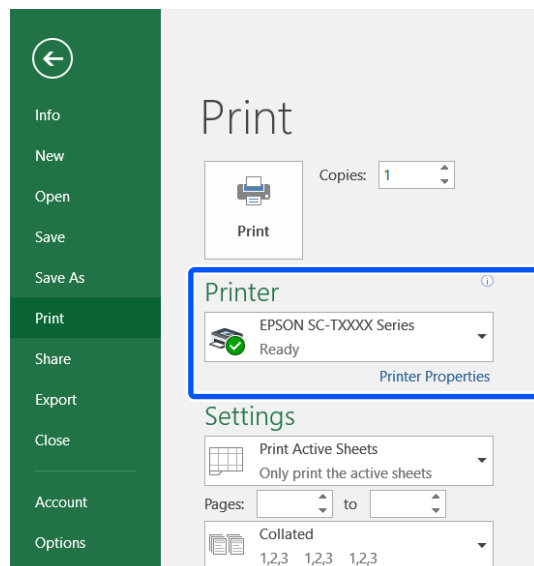 Info
New
Open
Save
Save As
Print
Share
Export
Close
Account
Options
Print
Copies: 1
Print
Printer
EPSON SC-TXXXX Series
Ready
Printer Properties
Settings
Print Active Sheets
Only print the active sheets
Pages: to
Collated
1,2,3 1,2,3 1,2,3